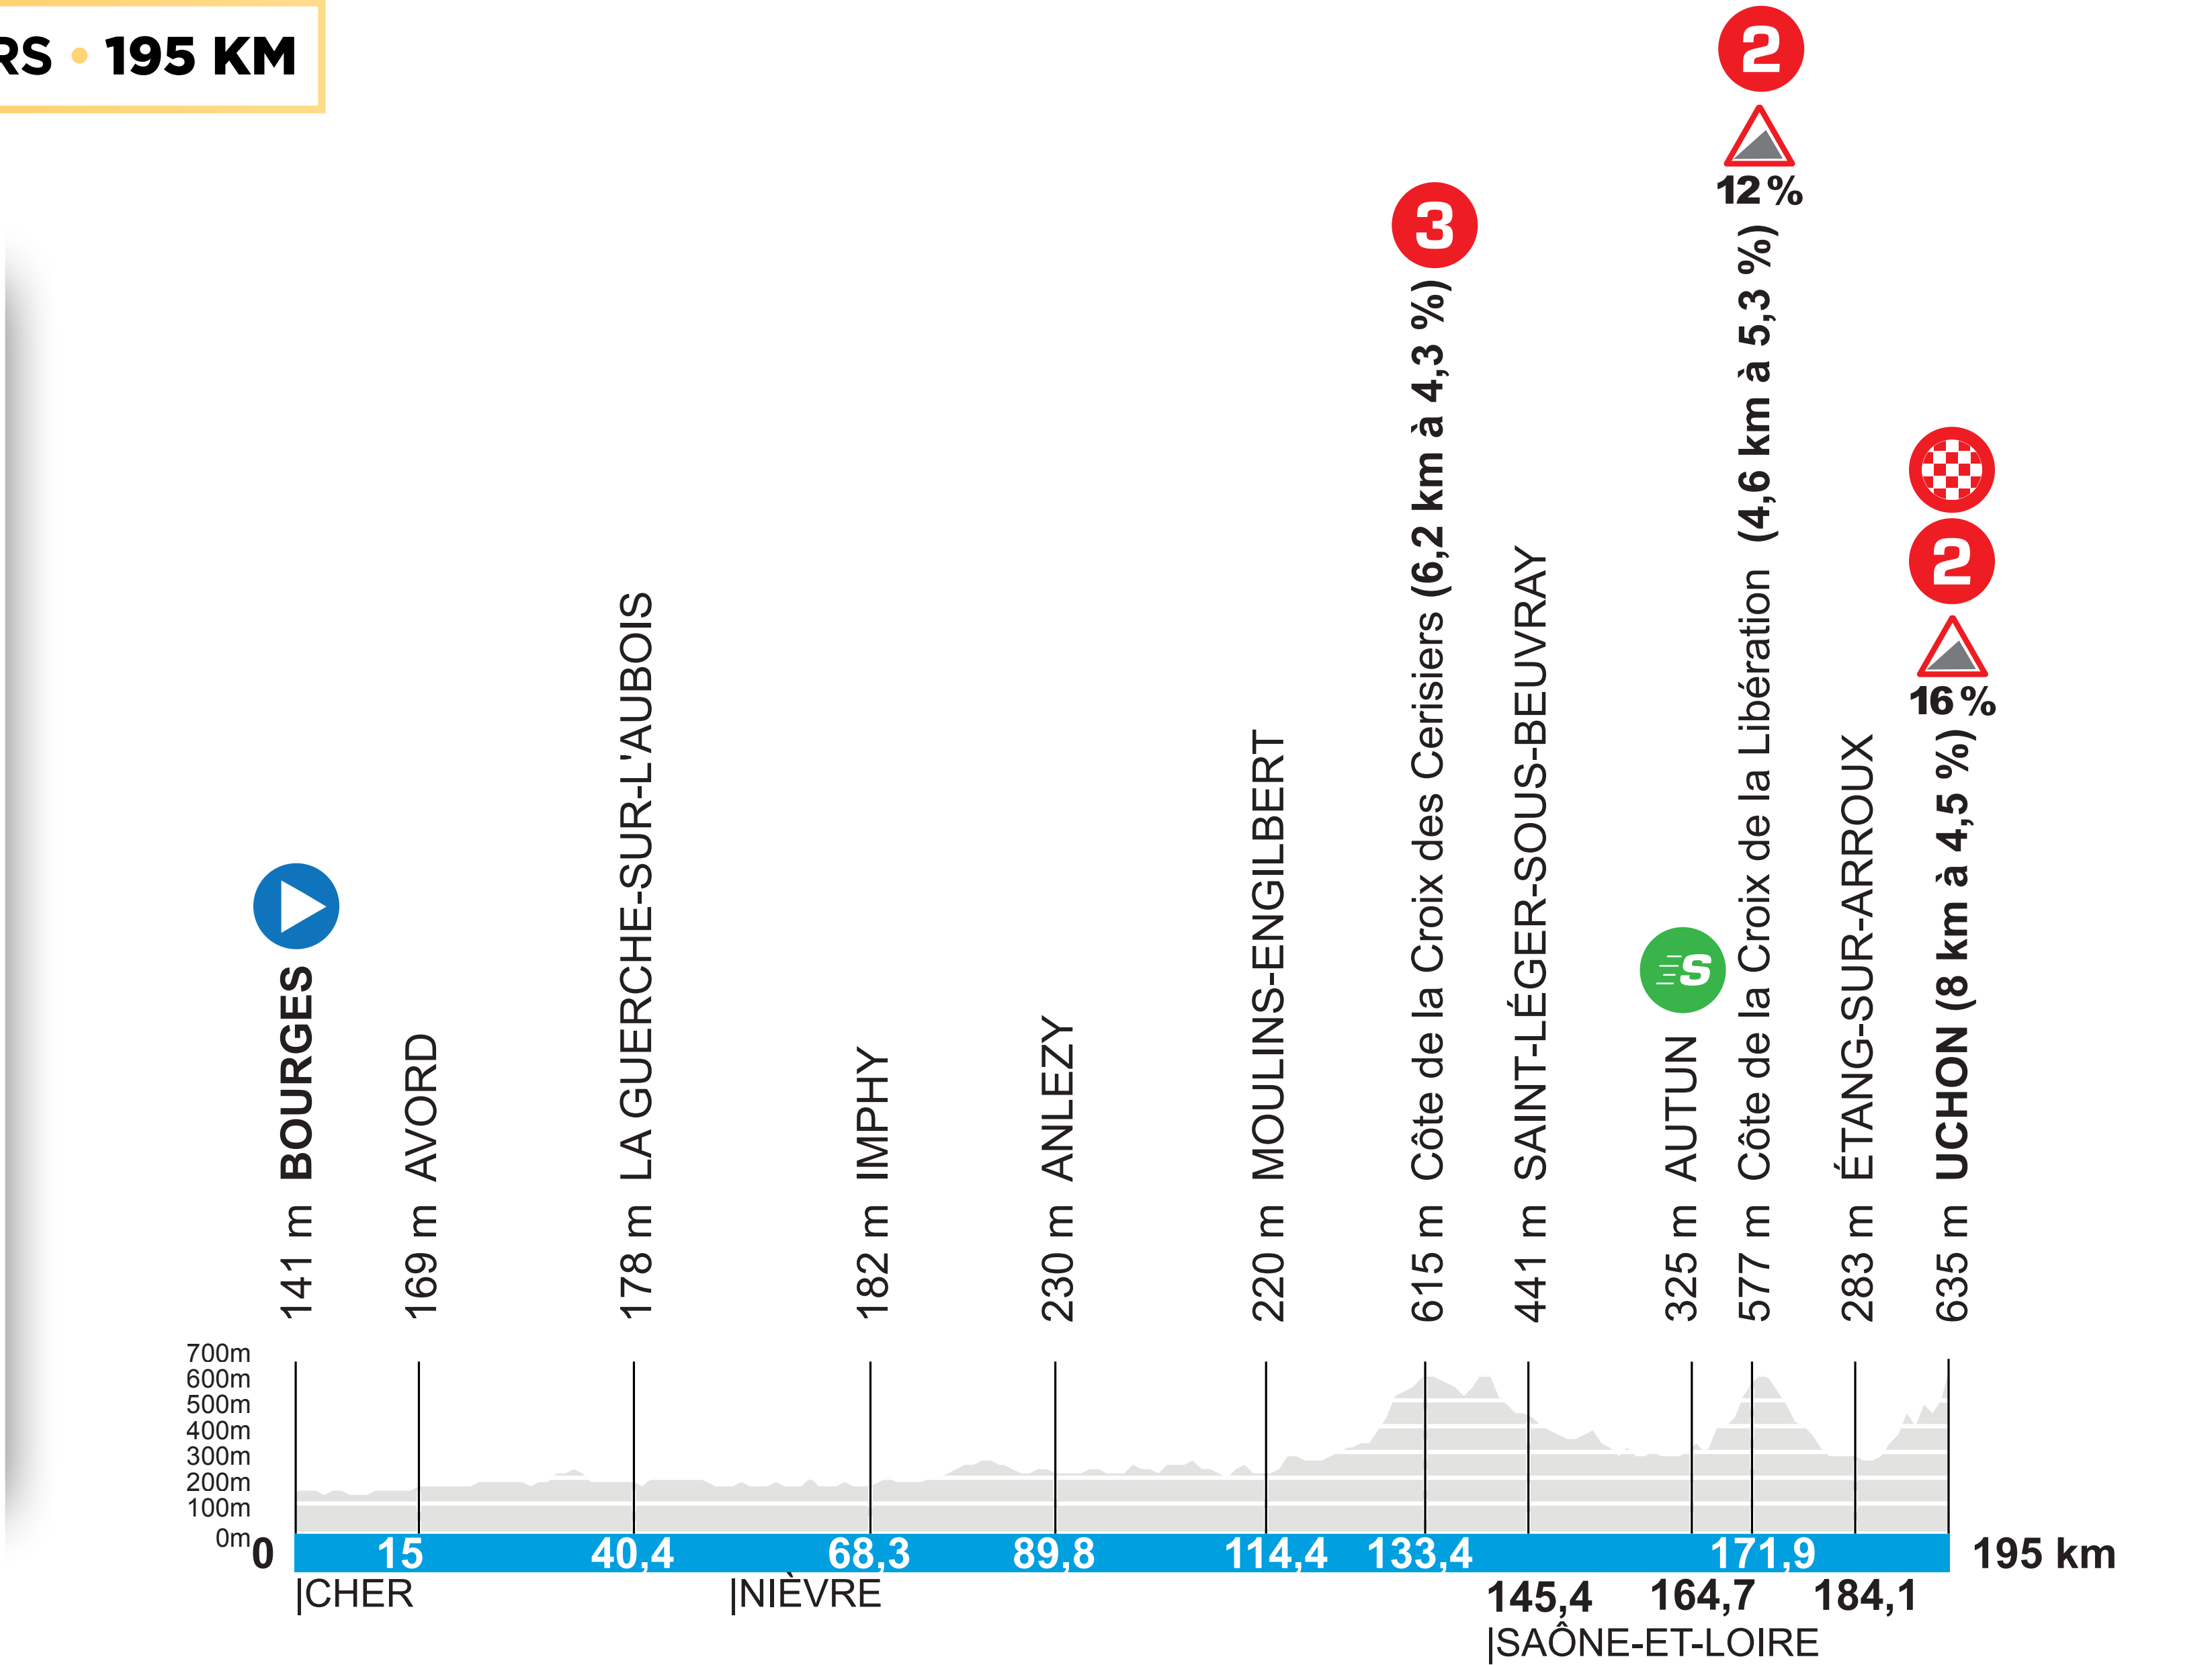 RS • 195 KM
2
12 %
3
2
16 %
S
141 m BOURGES
169 m AVORD
178 m LA GUERCHE-SUR-L'AUBOIS
182 m IMPHY
230 m ANLEZY
220 m MOULINS-ENGILBERT
615 m Côte de la Croix des Cerisiers (6,2 km à 4,3 %)
441 m SAINT-LÉGER-SOUS-BEUVRAY
325 m AUTUN
577 m Côte de la Croix de la Libération (4,6 km à 5,3 %)
283 m ÉTANG-SUR-ARROUX
635 m UCHON (8 km à 4,5 %)
700m
600m
500m
400m
300m
200m
100m
0m
0 15 40,4 68,3 89,8 114,4 133,4 171,9 195 km
|CHER |NIÈVRE 145,4 164,7 184,1
|SAÔNE-ET-LOIRE